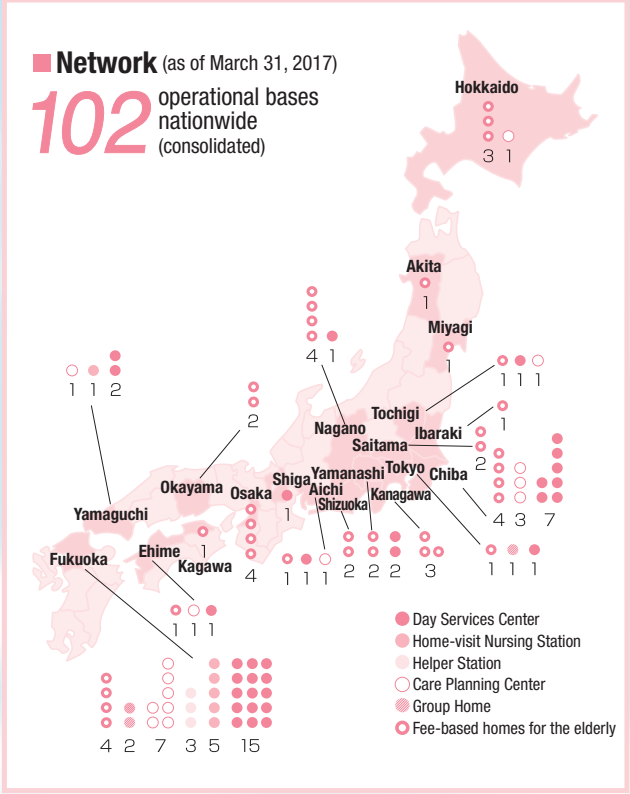 Network (as of March 31, 2017)
102 operational bases
nationwide
(consolidated)
Hokkaido
3 1
Akita
1
Miyagi
1
4 1
1 1 1
1 1 2
2
1
Tochigi
Nagano
Ibaraki
Saitama
2
Shiga
Yamanashi
Tokyo
Chiba
Okayama
Osaka
Aichi
Kanagawa
Shizuoka
1
4 3 7
Yamaguchi
Fukuoka
Ehime
1
Kagawa
4
1 1 1
2
2 2
3
1 1 1
1 1 1
4 2 7 3 5 15
Day Services Center
Home-visit Nursing Station
Helper Station
Care Planning Center
Group Home
Fee-based homes for the elderly